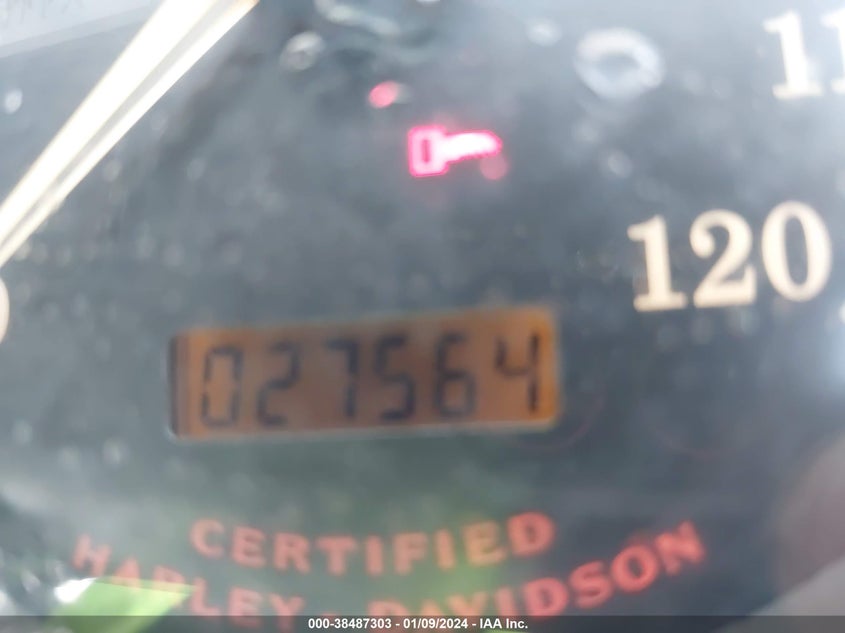 120
027564
CERTIFIED
HARLEY-DAVIDSON
000-38487303 - 01/09/2024 - IAA Inc.